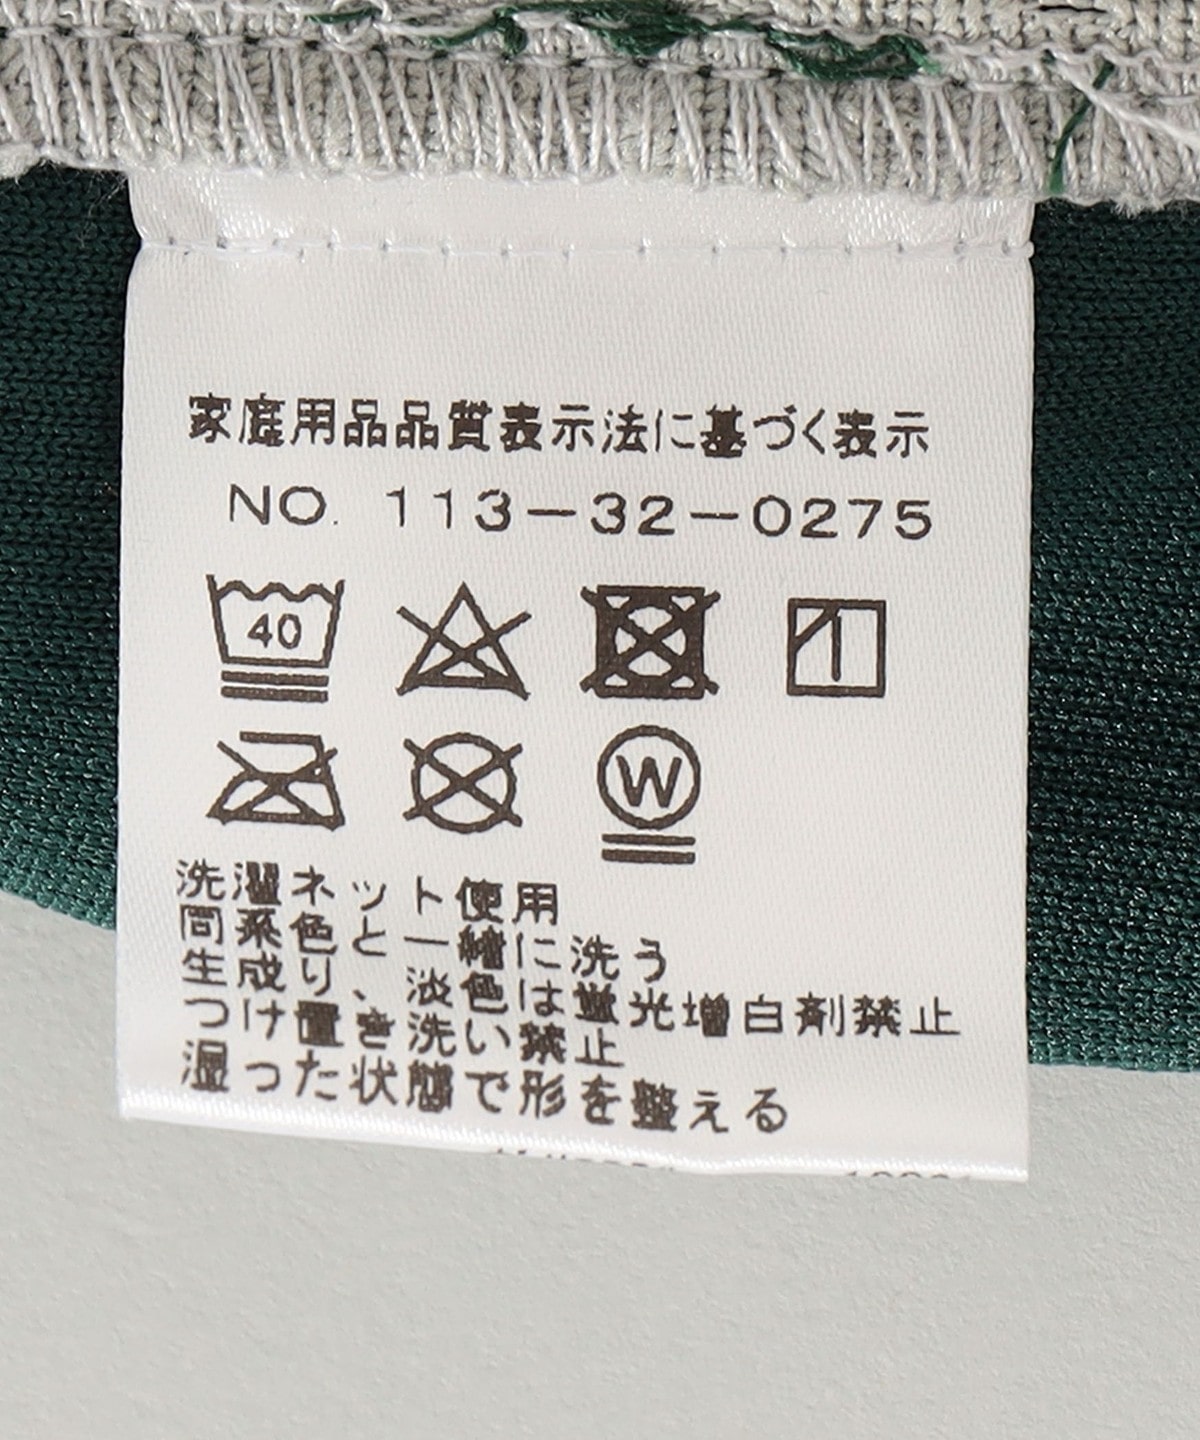 家庭用品品質表示法に基づく表示
NO. 113-32-0275
40
W
洗濯ネット使用
同系色と一緒に洗う
生成り、淡色は蛍光増白剤禁止
つけ置き洗い禁止
湿った状態で形を整える